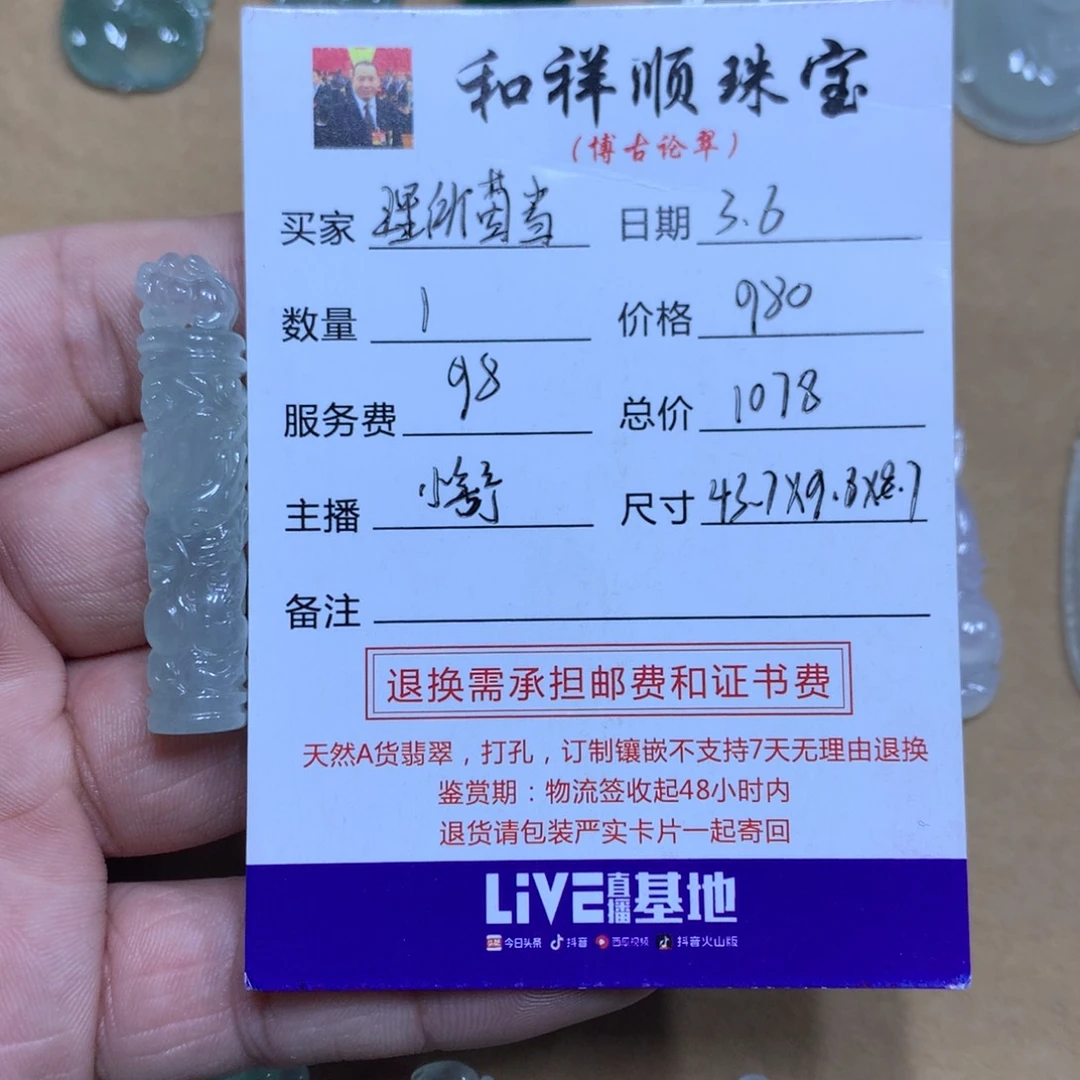 和祥顺珠宝
（博古论翠）
买家 理所茵当 日期 3.6
数量 1 价格 980
服务费 98 总价 1078
主播 小舒 尺寸 43.7X9.3X8.7
备注
退换需承担邮费和证书费
天然A货翡翠，打孔，订制镶嵌不支持7天无理由退换
鉴赏期：物流签收起48小时内
退货请包装严实卡片一起寄回
LiVE直播基地
今日头条 抖音 西瓜视频 抖音火山版